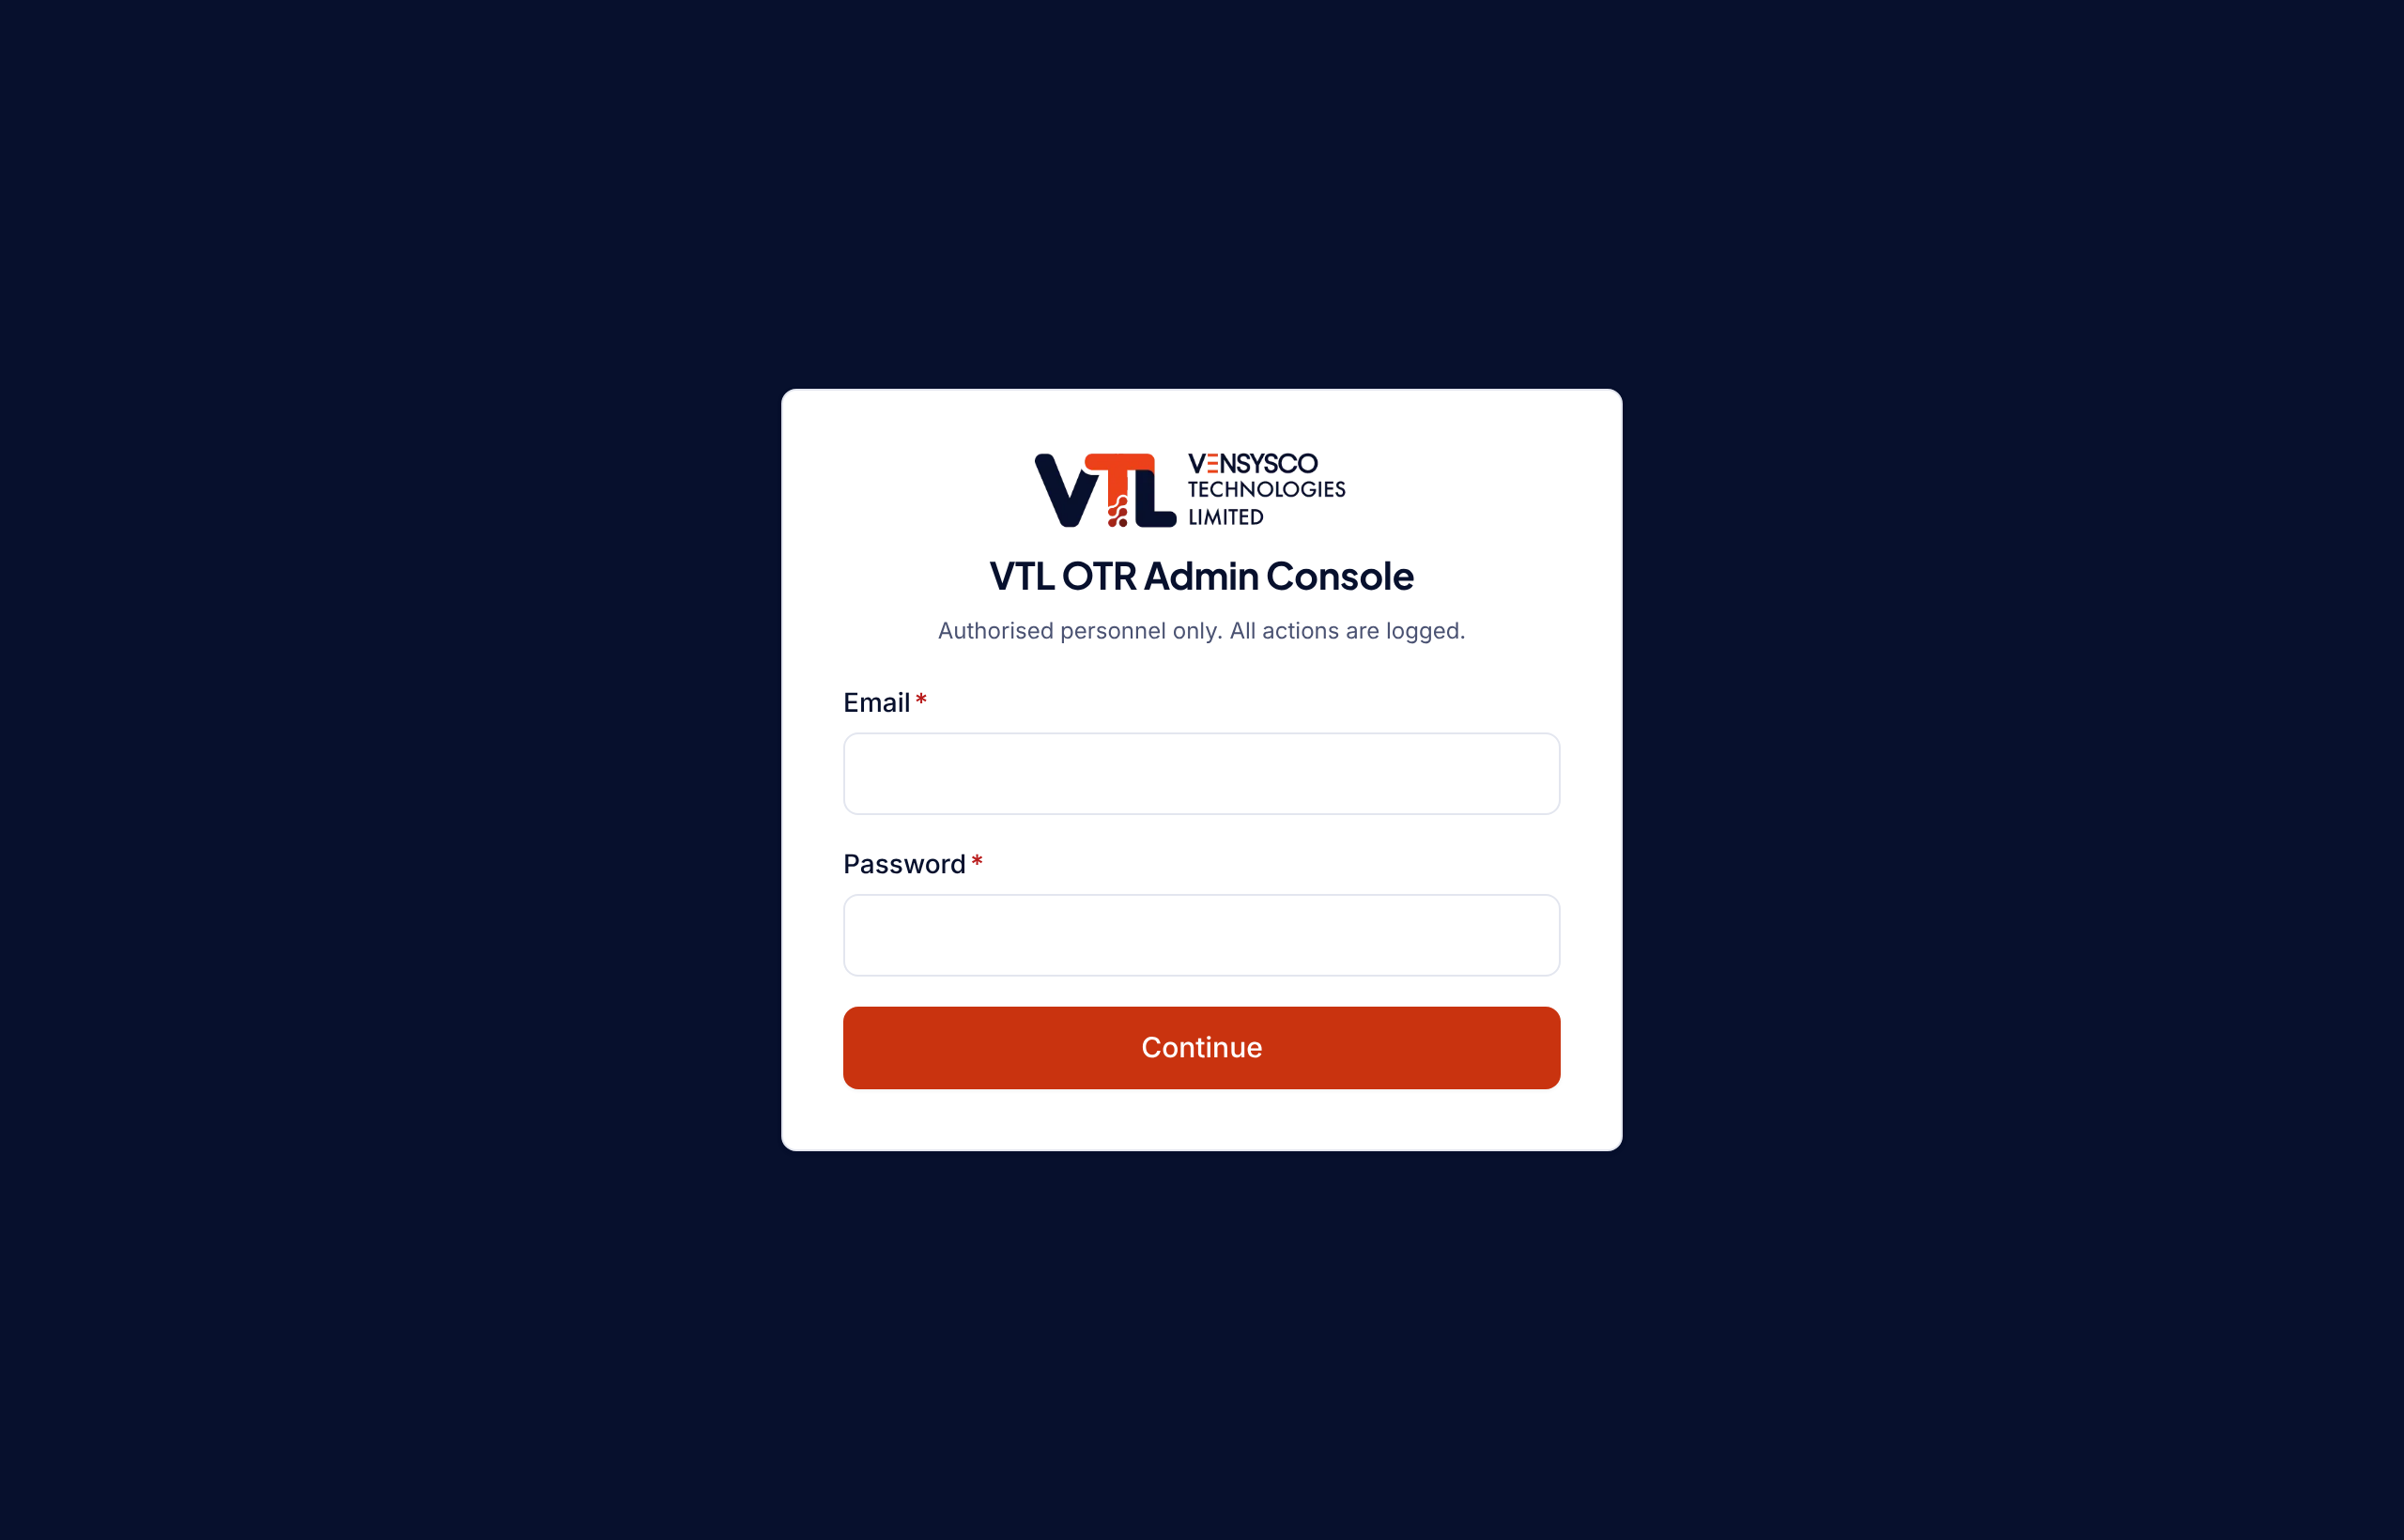 VTL
VENSYSCO
TECHNOLOGIES
LIMITED
VTL OTR Admin Console
Authorised personnel only. All actions are logged.
Email *
Password *
Continue